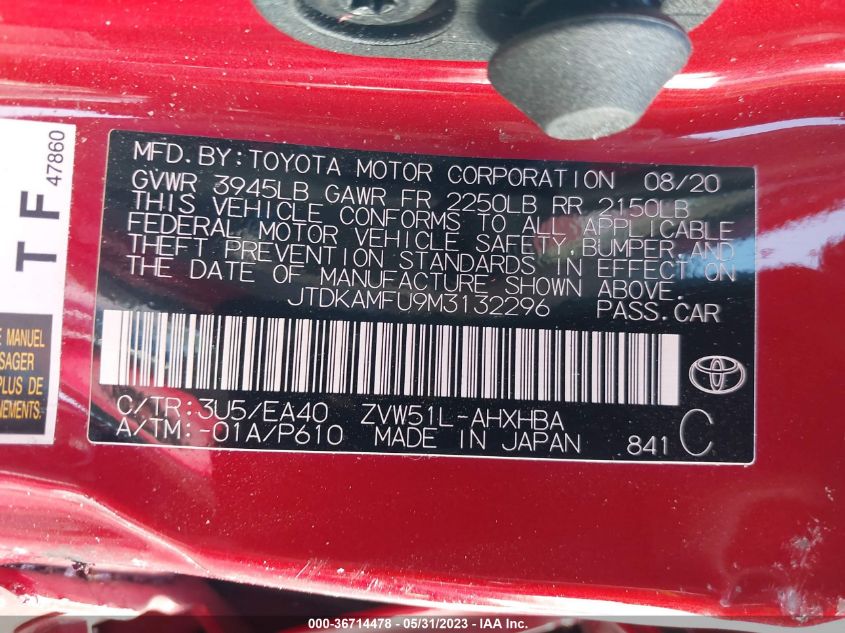 MFD.BY:TOYOTA MOTOR CORPORATION 08/20
GVWR 3945LB GAWR FR 2250LB RR 2150LB
THIS VEHICLE CONFORMS TO ALL APPLICABLE
FEDERAL MOTOR VEHICLE SAFETY,BUMPER,AND
THEFT PREVENTION STANDARDS IN EFFECT ON
THE DATE OF MANUFACTURE SHOWN ABOVE.
JTDKAMFU9M3132296 PASS.CAR
C/TR:3U5/EA40 ZVW51L-AHXHBA
A/TM:-01A/P610 MADE IN JAPAN 841 C
T F
47860
E MANUEL
SAGER
PLUS DE
NEMENTS.
000-36714478 - 05/31/2023 - IAA Inc.